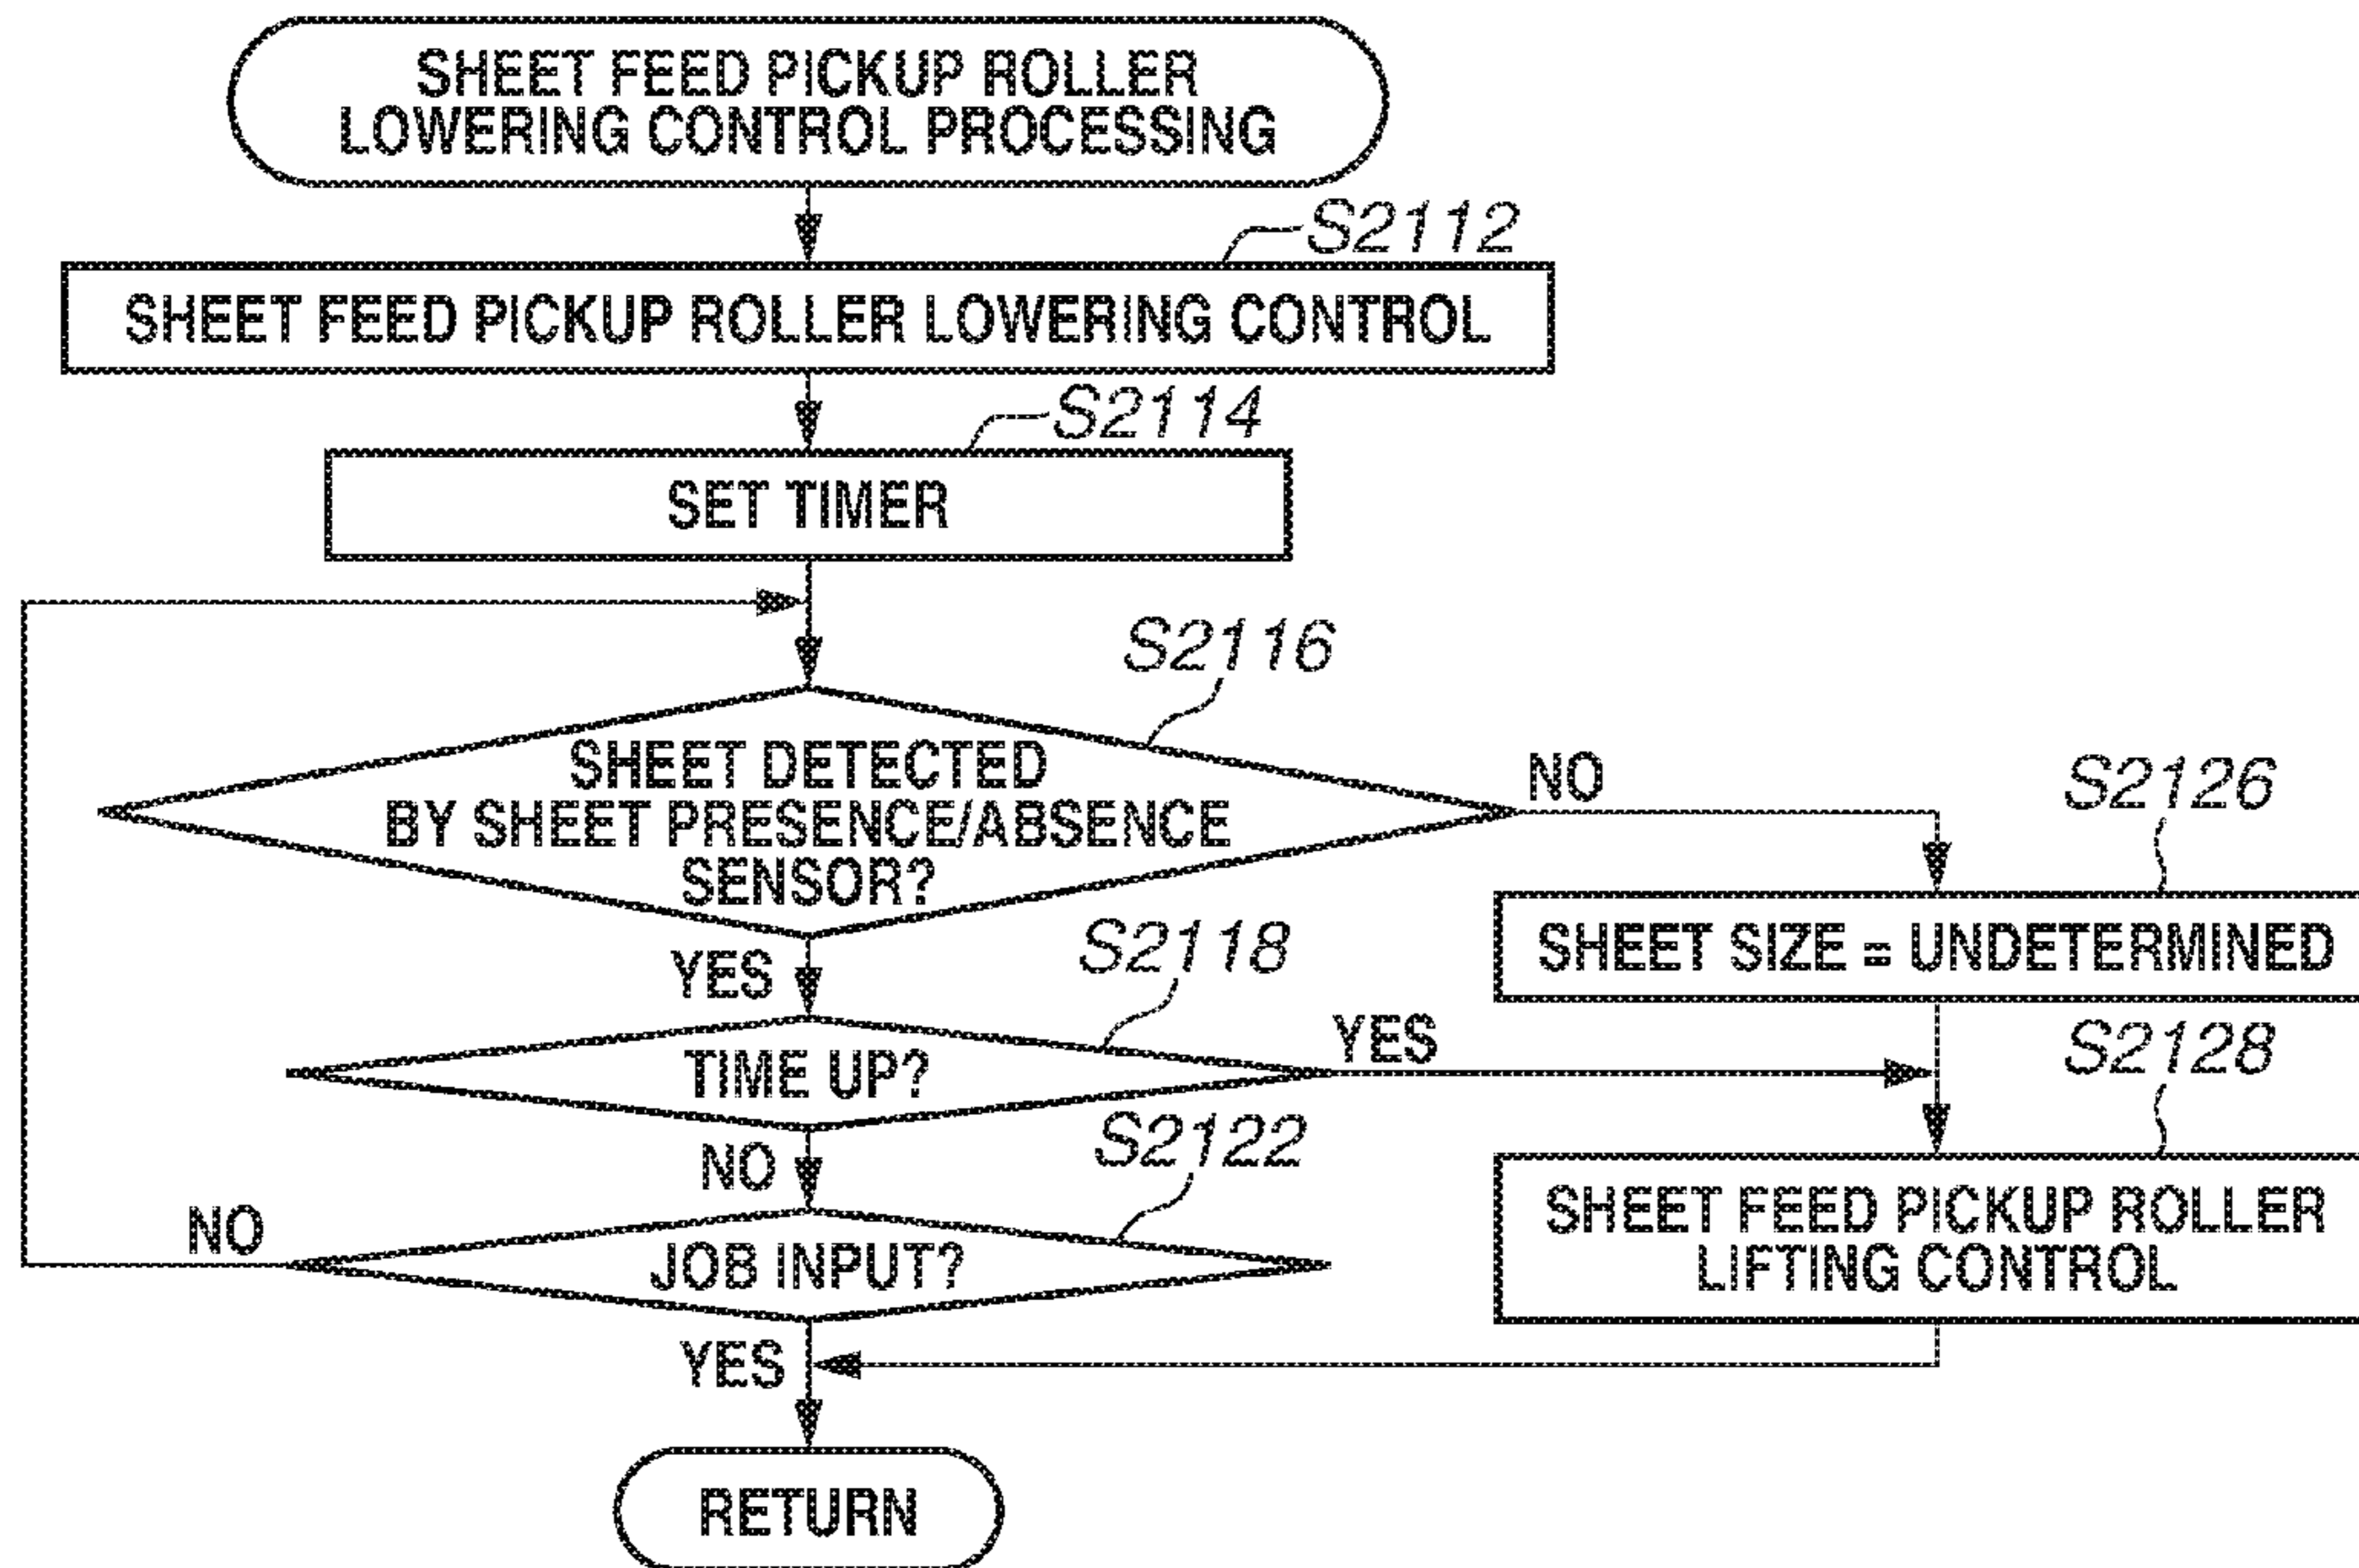 SHEET FEED PICKUP ROLLER
LOWERING CONTROL PROCESSING
S2112
SHEET FEED PICKUP ROLLER LOWERING CONTROL
S2114
SET TIMER
S2116
SHEET DETECTED
BY SHEET PRESENCE/ABSENCE
SENSOR?
NO
S2126
SHEET SIZE = UNDETERMINED
YES
S2118
TIME UP?
YES
S2128
NO
S2122
SHEET FEED PICKUP ROLLER
LIFTING CONTROL
NO
JOB INPUT?
YES
RETURN